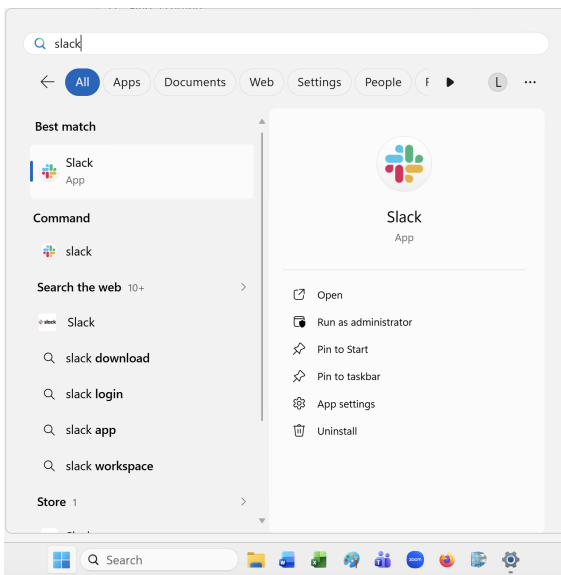 slack
All Apps Documents Web Settings People
L
Best match
Slack
App
Command
slack
Search the web 10+
slack Slack
slack download
slack login
slack app
slack workspace
Store 1
Slack
App
Open
Run as administrator
Pin to Start
Pin to taskbar
App settings
Uninstall
Search
W
X
T
zoom